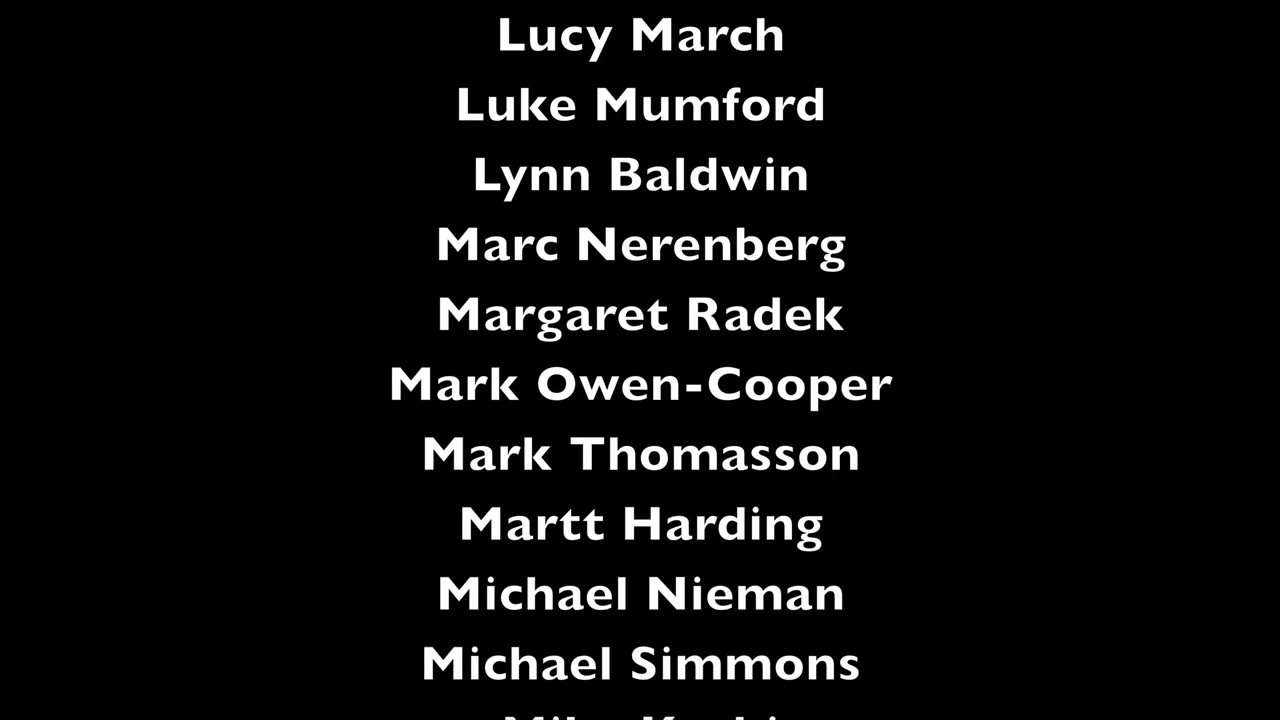 Lucy March
Luke Mumford
Lynn Baldwin
Marc Nerenberg
Margaret Radek
Mark Owen-Cooper
Mark Thomasson
Martt Harding
Michael Nieman
Michael Simmons